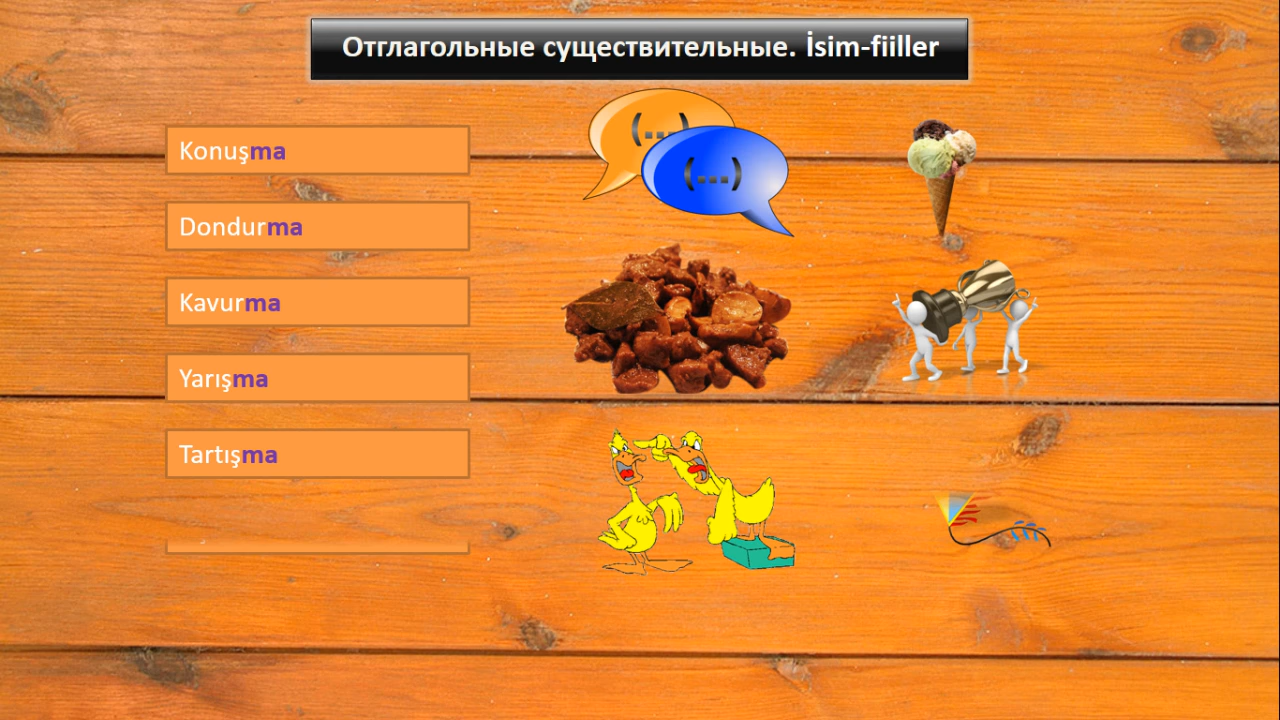 Отглагольные существительные. İsim-fiiller
(...)
(...)
Konuşma
Dondurma
Kavurma
Yarışma
Tartışma